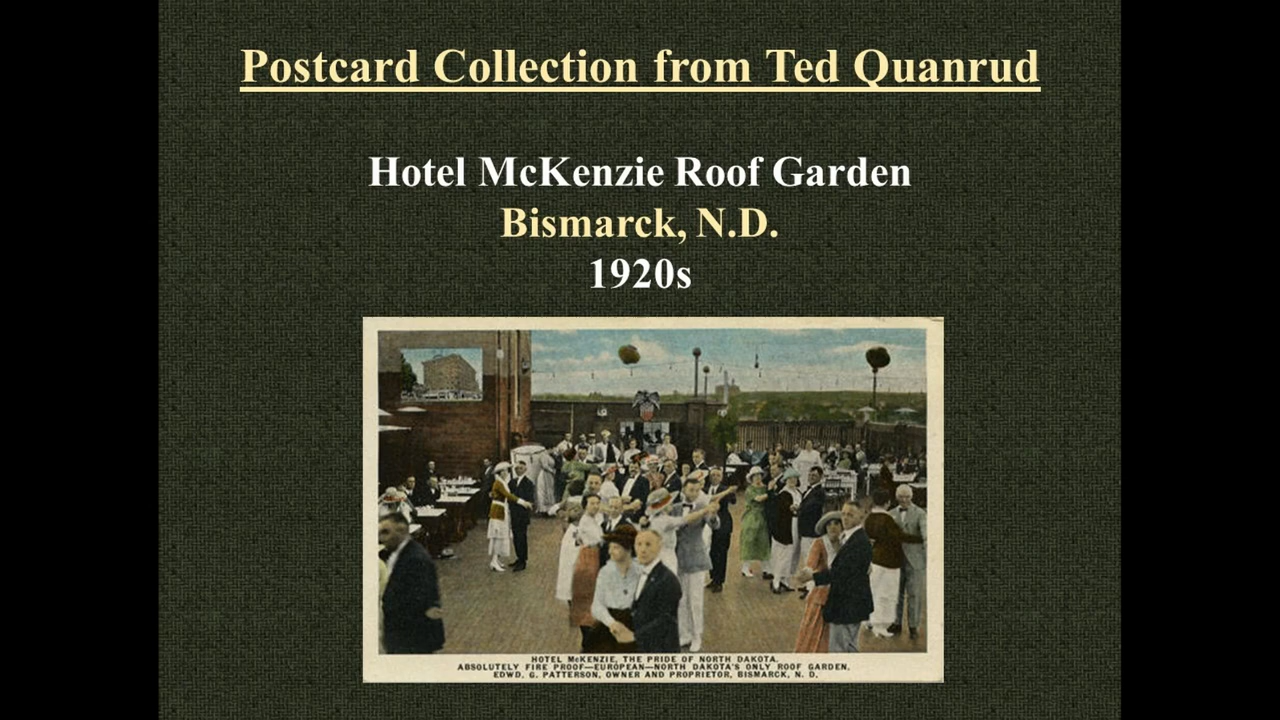 Postcard Collection from Ted Quanrud
Hotel McKenzie Roof Garden
Bismarck, N.D.
1920s
HOTEL McKENZIE, THE PRIDE OF NORTH DAKOTA.
ABSOLUTELY FIRE PROOF—EUROPEAN—NORTH DAKOTA'S ONLY ROOF GARDEN.
EDWD. G. PATTERSON, OWNER AND PROPRIETOR, BISMARCK, N. D.